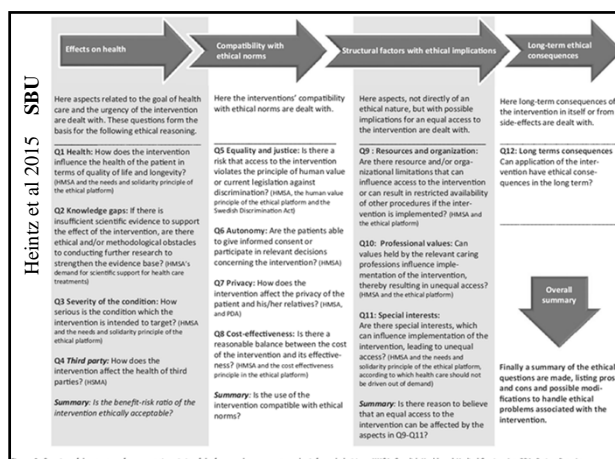 Heintz et al 2015 SBU
Effects on health
Here aspects related to the goal of health
care and the urgency of the intervention
are dealt with. These questions form the
basis for the following ethical reasoning.
Q1 Health: How does the intervention
influence the health of the patient in
terms of quality of life and longevity?
(HMSA and the needs and solidarity principle of the
ethical platform)
Q2 Knowledge gaps: If there is
insufficient scientific evidence to support
the effect of the intervention, are there
ethical and/or methodological obstacles
to conducting further research to
strengthen the evidence base? (HMSA's
demand for scientific support for health care
treatments)
Q3 Severity of the condition: How
serious is the condition which the
intervention is intended to target? (HMSA
and the needs and solidarity principle of the ethical
platform)
Q4 Third party: How does the
intervention affect the health of third
parties? (HSMA)
Summary: Is the benefit-risk ratio of the
intervention ethically acceptable?
Compatibility with
ethical norms
Here the interventions' compatibility
with ethical norms are dealt with.
Q5 Equality and justice: Is there a
risk that access to the intervention
violates the principle of human value
or current legislation against
discrimination? (HMSA, the human value
principle of the ethical platform and the
Swedish Discrimination Act)
Q6 Autonomy: Are the patients able
to give informed consent or
participate in relevant decisions
concerning the intervention? (HMSA)
Q7 Privacy: How does the
intervention affect the privacy of the
patient and his/her relatives? (HMSA,
and PDA)
Q8 Cost-effectiveness: Is there a
reasonable balance between the cost
of the intervention and its effective-
ness? (HMSA and the cost effectiveness
principle in the ethical platform)
Summary: Is the use of the
intervention compatible with ethical
norms?
Structural factors with ethical implications
Here aspects, not directly of an
ethical nature, but with possible
implications for an equal access to
the intervention are dealt with.
Q9 : Resources and organization:
Are there resource and/or orga-
nizational limitations that can
influence access to the intervention
or can result in restricted availability
of other procedures if the inter-
vention is implemented? (HMSA and
the ethical platform)
Q10: Professional values: Can
values held by the relevant caring
professions influence imple-
mentation of the intervention,
thereby resulting in unequal access?
(HMSA and the ethical platform)
Q11: Special interests:
Are there special interests, which
can influence implementation of the
intervention, leading to unequal
access? (HMSA and the needs and
solidarity principle of the ethical platform,
according to which health care should not
be driven out of demand)
Summary: Is there reason to believe
that an equal access to the
intervention can be affected by the
aspects in Q9-Q11?
Long-term ethical
consequences
Here long-term consequences of
the intervention in itself or from
side-effects are dealt with.
Q12: Long terms consequences
Can application of the inter-
vention have ethical conse-
quences in the long term?
Overall
summary
Finally a summary of the ethical
questions are made, listing pros
and cons and possible modi-
fications to handle ethical
problems associated with the
intervention.